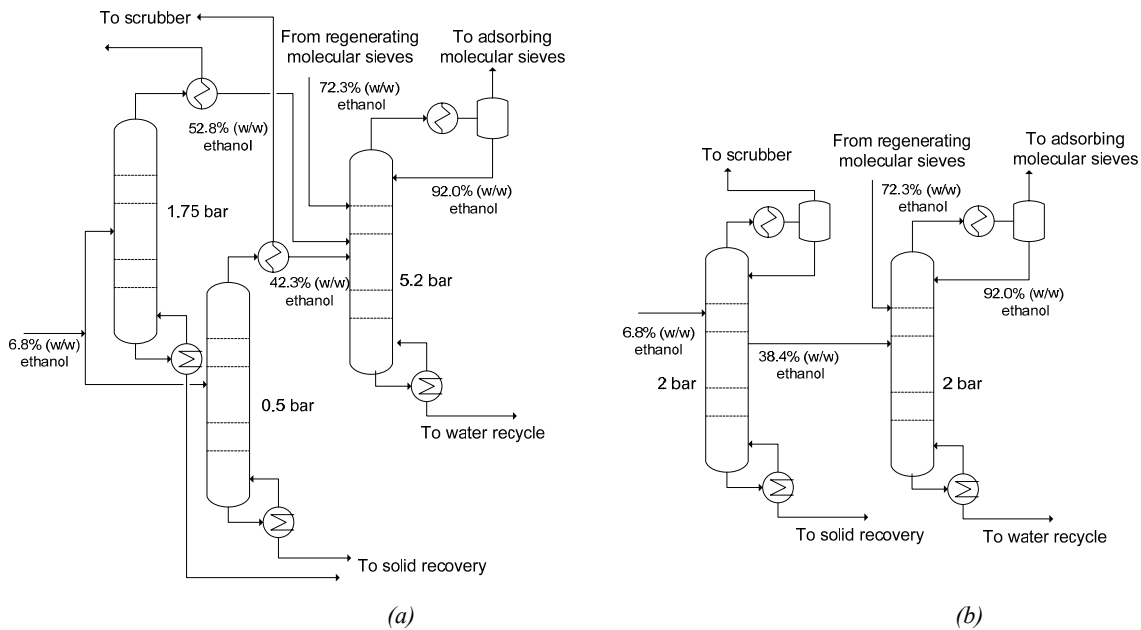 To scrubber
From regenerating
molecular sieves
To adsorbing
molecular sieves
72.3% (w/w)
ethanol
52.8% (w/w)
ethanol
92.0% (w/w)
ethanol
1.75 bar
42.3% (w/w)
ethanol
5.2 bar
6.8% (w/w)
ethanol
0.5 bar
To water recycle
To solid recovery
(a)
To scrubber
From regenerating
molecular sieves
To adsorbing
molecular sieves
72.3% (w/w)
ethanol
92.0% (w/w)
ethanol
6.8% (w/w)
ethanol
38.4% (w/w)
ethanol
2 bar
2 bar
To solid recovery
To water recycle
(b)